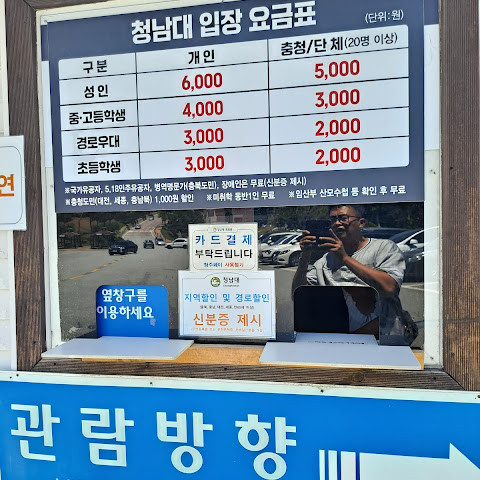 청남대 입장 요금표
(단위:원)
구 분 개 인 충청/단 체(20명 이상)
성 인 6,000 5,000
중·고등학생 4,000 3,000
경로우대 3,000 2,000
초등학생 3,000 2,000
※국가유공자, 5.18민주유공자, 병역명문가(충북도민), 장애인은 무료(신분증 제시)
※충청도민(대전, 세종, 충남북) 1,000원 할인 ※미취학 동반1인 무료 ※임산부 산모수첩 등 확인 후 무료
연
카드 결제
부탁드립니다
청남대
지역할인 및 경로할인
신분증 제시
옆창구를
이용하세요
관람방향